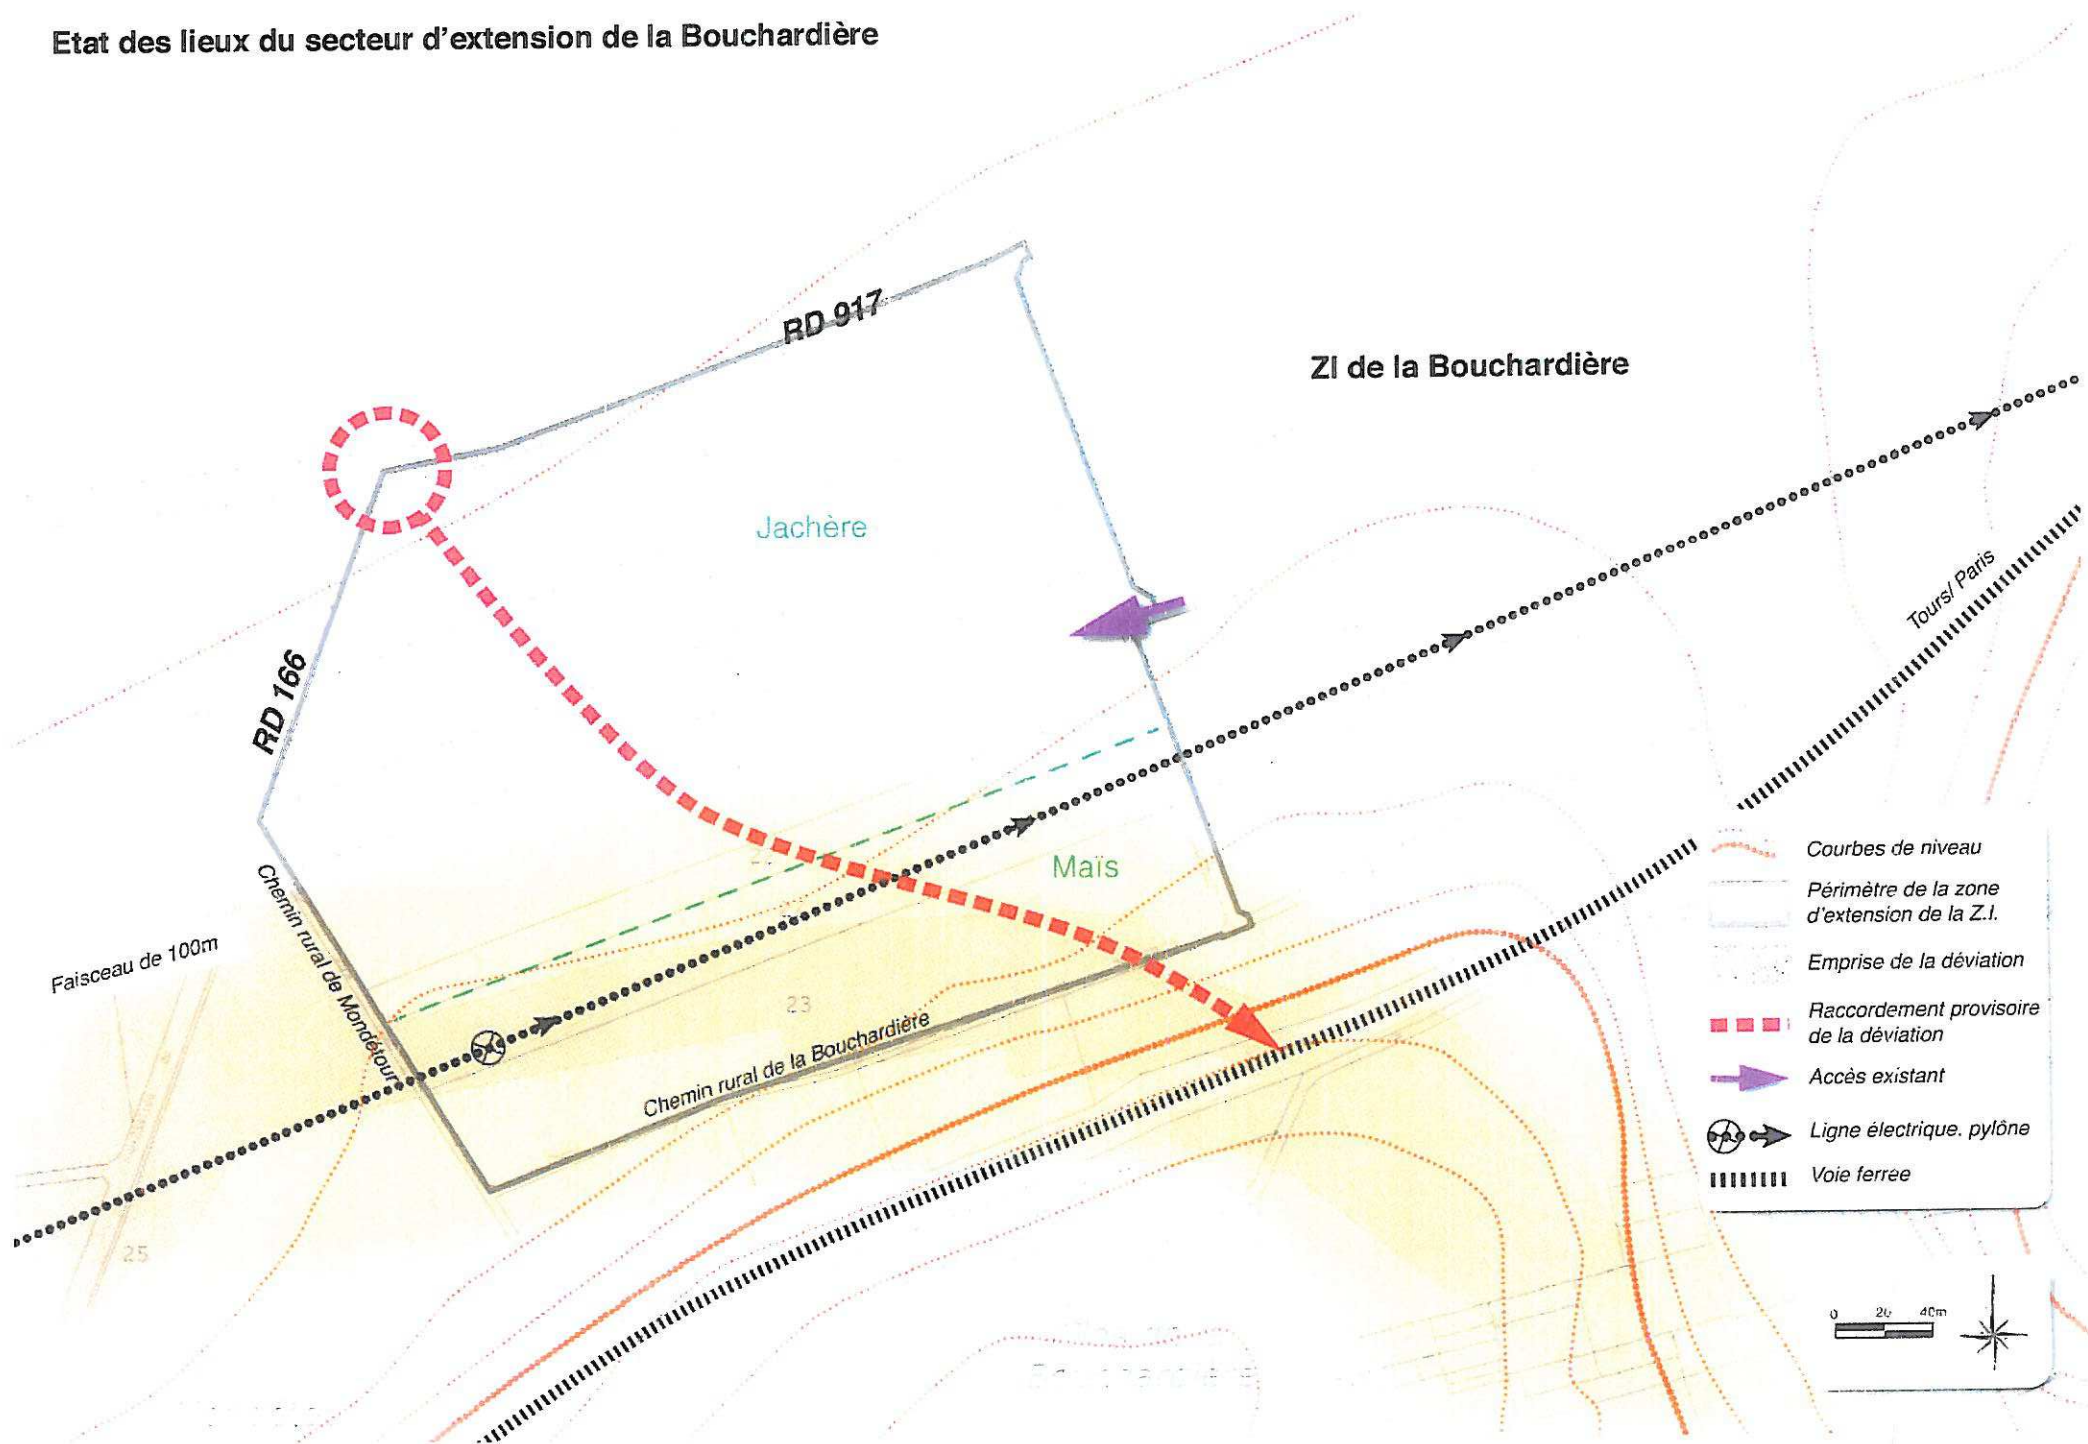 Etat des lieux du secteur d'extension de la Bouchardière
RD 917
ZI de la Bouchardière
Jachère
Tours/ Paris
RD 166
Maïs
Chemin rural de Mondétour
Faisceau de 100m
23
Chemin rural de la Bouchardière
25
Courbes de niveau
Périmètre de la zone
d'extension de la Z.I.
Emprise de la déviation
Raccordement provisoire
de la déviation
Accès existant
Ligne électrique. pylône
Voie ferree
0 20 40m